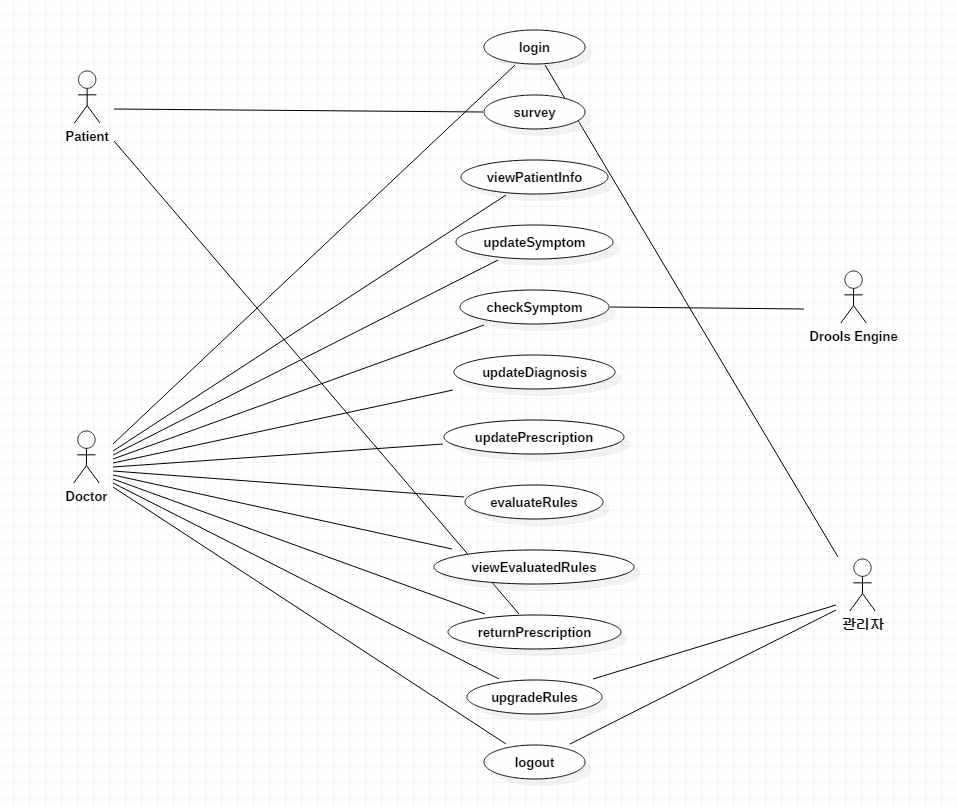 login
Patient
survey
viewPatientInfo
updateSymptom
checkSymptom
Drools Engine
updateDiagnosis
updatePrescription
Doctor
evaluateRules
viewEvaluatedRules
관리자
returnPrescription
upgradeRules
logout